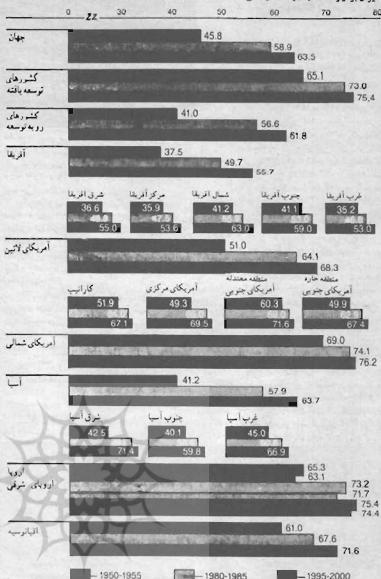 0 30 40 50 60 70 80
جهان
45.8
58.9
63.5
کشورهای
توسعه یافته
65.1
73.0
75,4
کشورهای
رو به توسعه
41.0
56.6
61.8
آفریقا
37.5
49.7
55.7
شرق آفریقا مرکز آفریقا شمال آفریقا جنوب آفریقا غرب آفریقا
36.6 35.9 41.2 41.1 35.2
55.0 53.0 63.0 59.0 53.0
آمریکای لاتین
51.0
64.1
68.3
کارائیب آمریکای مرکزی منطقه معتدله آمریکای جنوبی منطقه حاره آمریکای جنوبی
51.9 49.3 60.3 49.9
67.1 69.5 71.6 67.4
آمریکای شمالی
69.0
74.1
76.2
آسیا
41.2
57.9
63.7
شرق آسیا جنوب آسیا غرب آسیا
42.5 40.1 45.0
71.4 59.8 66.9
اروپا
اروپای شرقی
65.3
63.1
73.2
71.7
75.4
74.4
اقیانوسیه
61.0
67.6
71.6
1950-1955 1980-1985 1995-2000